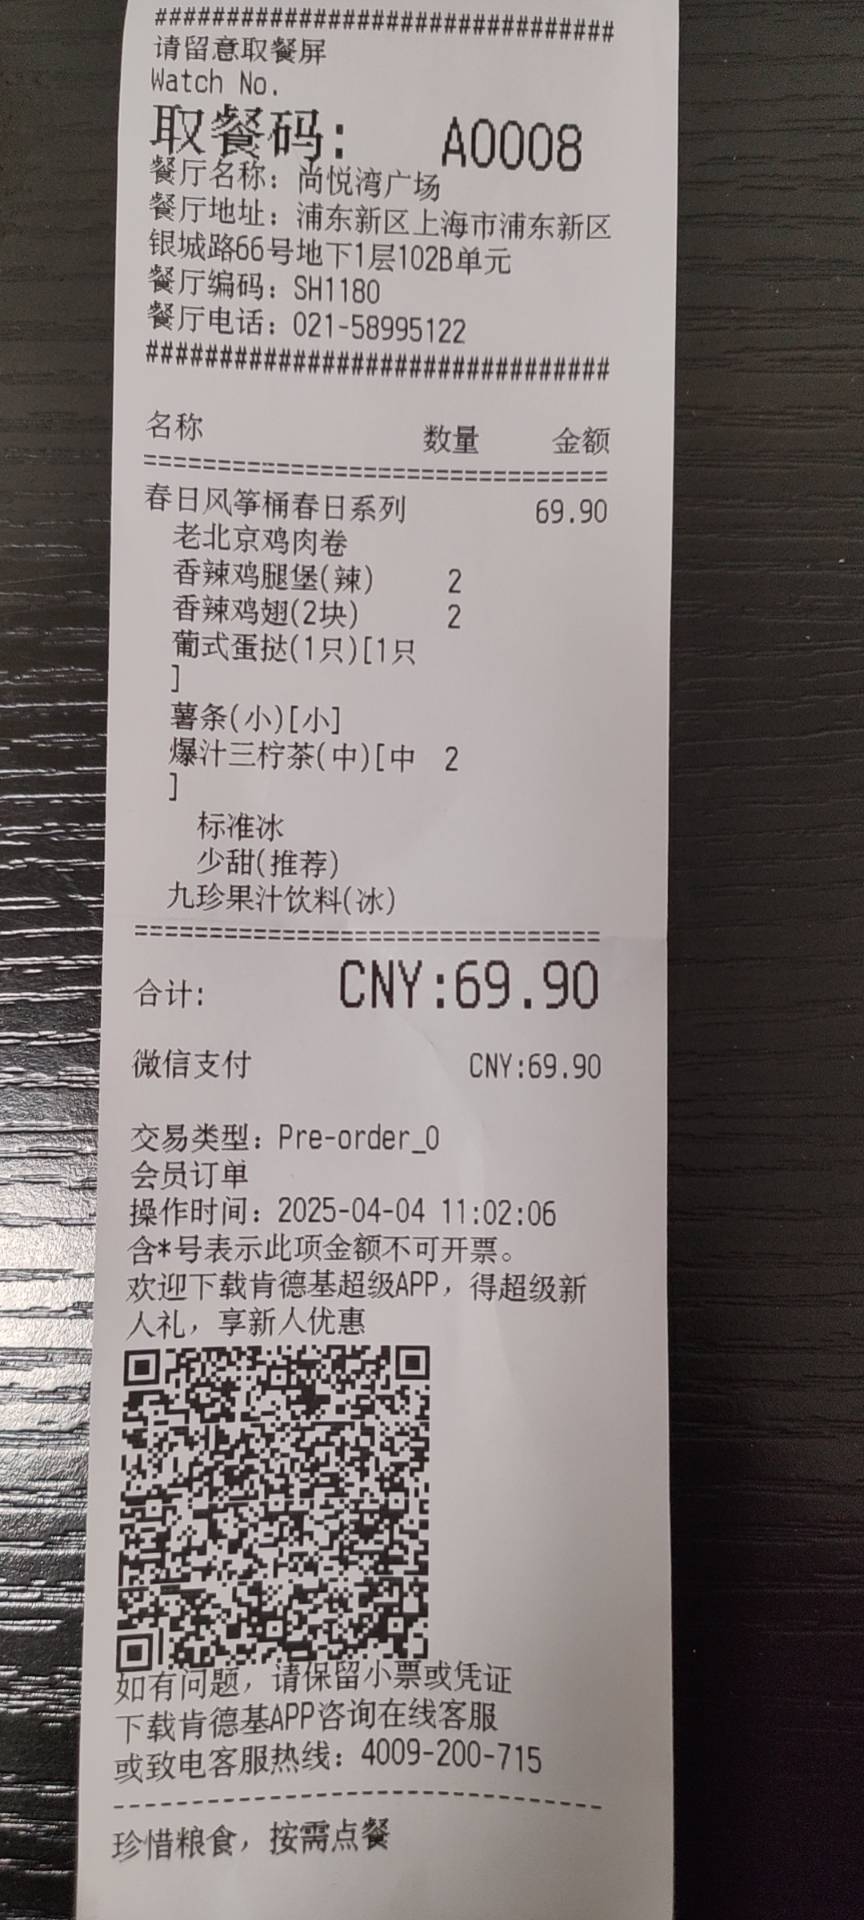 ################################
请留意取餐屏
Watch No.
取餐码: A0008
餐厅名称: 尚悦湾广场
餐厅地址: 浦东新区上海市浦东新区
银城路66号地下1层102B单元
餐厅编码: SH1180
餐厅电话: 021-58995122
################################
名称 数量 金额
================================
春日风筝桶春日系列 69.90
老北京鸡肉卷
香辣鸡腿堡(辣) 2
香辣鸡翅(2块) 2
葡式蛋挞(1只)[1只
]
薯条(小)[小]
爆汁三柠茶(中)[中 2
]
标准冰
少甜(推荐)
九珍果汁饮料(冰)
================================
合计: CNY:69.90
微信支付 CNY:69.90
交易类型: Pre-order_0
会员订单
操作时间: 2025-04-04 11:02:06
含*号表示此项金额不可开票。
欢迎下载肯德基超级APP, 得超级新
人礼, 享新人优惠
如有问题, 请保留小票或凭证
下载肯德基APP咨询在线客服
或致电客服热线: 4009-200-715
--------------------------------
珍惜粮食, 按需点餐